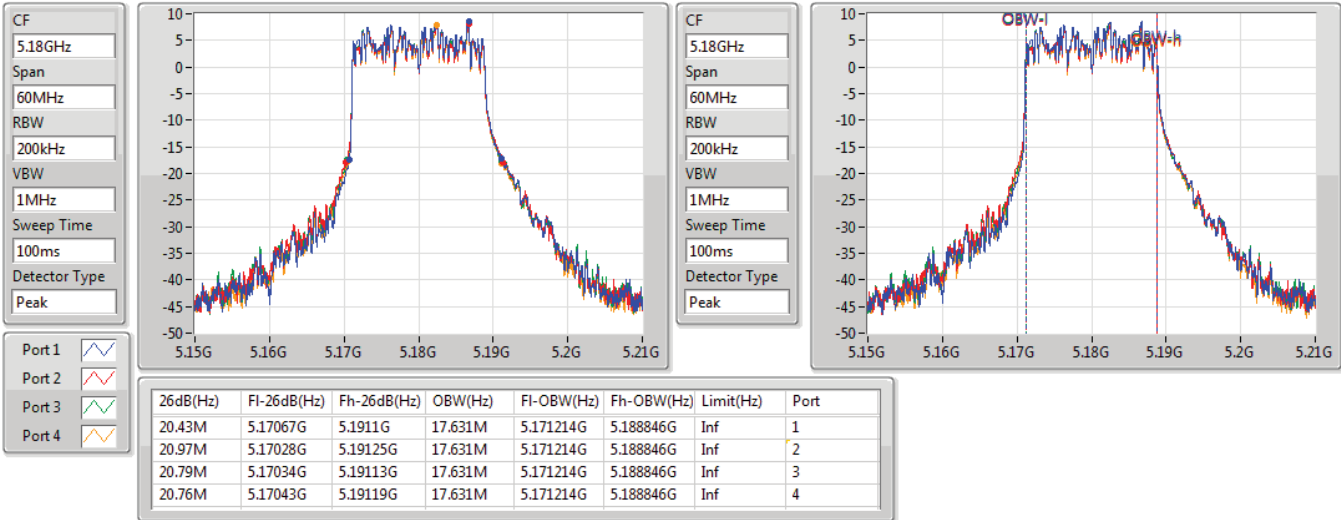 CF
5.18GHz
Span
60MHz
RBW
200kHz
VBW
1MHz
Sweep Time
100ms
Detector Type
Peak
10
5
0
-5
-10
-15
-20
-25
-30
-35
-40
-45
-50
5.15G 5.16G 5.17G 5.18G 5.19G 5.2G 5.21G
CF
5.18GHz
Span
60MHz
RBW
200kHz
VBW
1MHz
Sweep Time
100ms
Detector Type
Peak
10
5
0
-5
-10
-15
-20
-25
-30
-35
-40
-45
-50
OBW-l
OBW-h
5.15G 5.16G 5.17G 5.18G 5.19G 5.2G 5.21G
Port 1
Port 2
Port 3
Port 4
26dB(Hz) Fl-26dB(Hz) Fh-26dB(Hz) OBW(Hz) Fl-OBW(Hz) Fh-OBW(Hz) Limit(Hz) Port
20.43M 5.17067G 5.1911G 17.631M 5.171214G 5.188846G Inf 1
20.97M 5.17028G 5.19125G 17.631M 5.171214G 5.188846G Inf 2
20.79M 5.17034G 5.19113G 17.631M 5.171214G 5.188846G Inf 3
20.76M 5.17043G 5.19119G 17.631M 5.171214G 5.188846G Inf 4